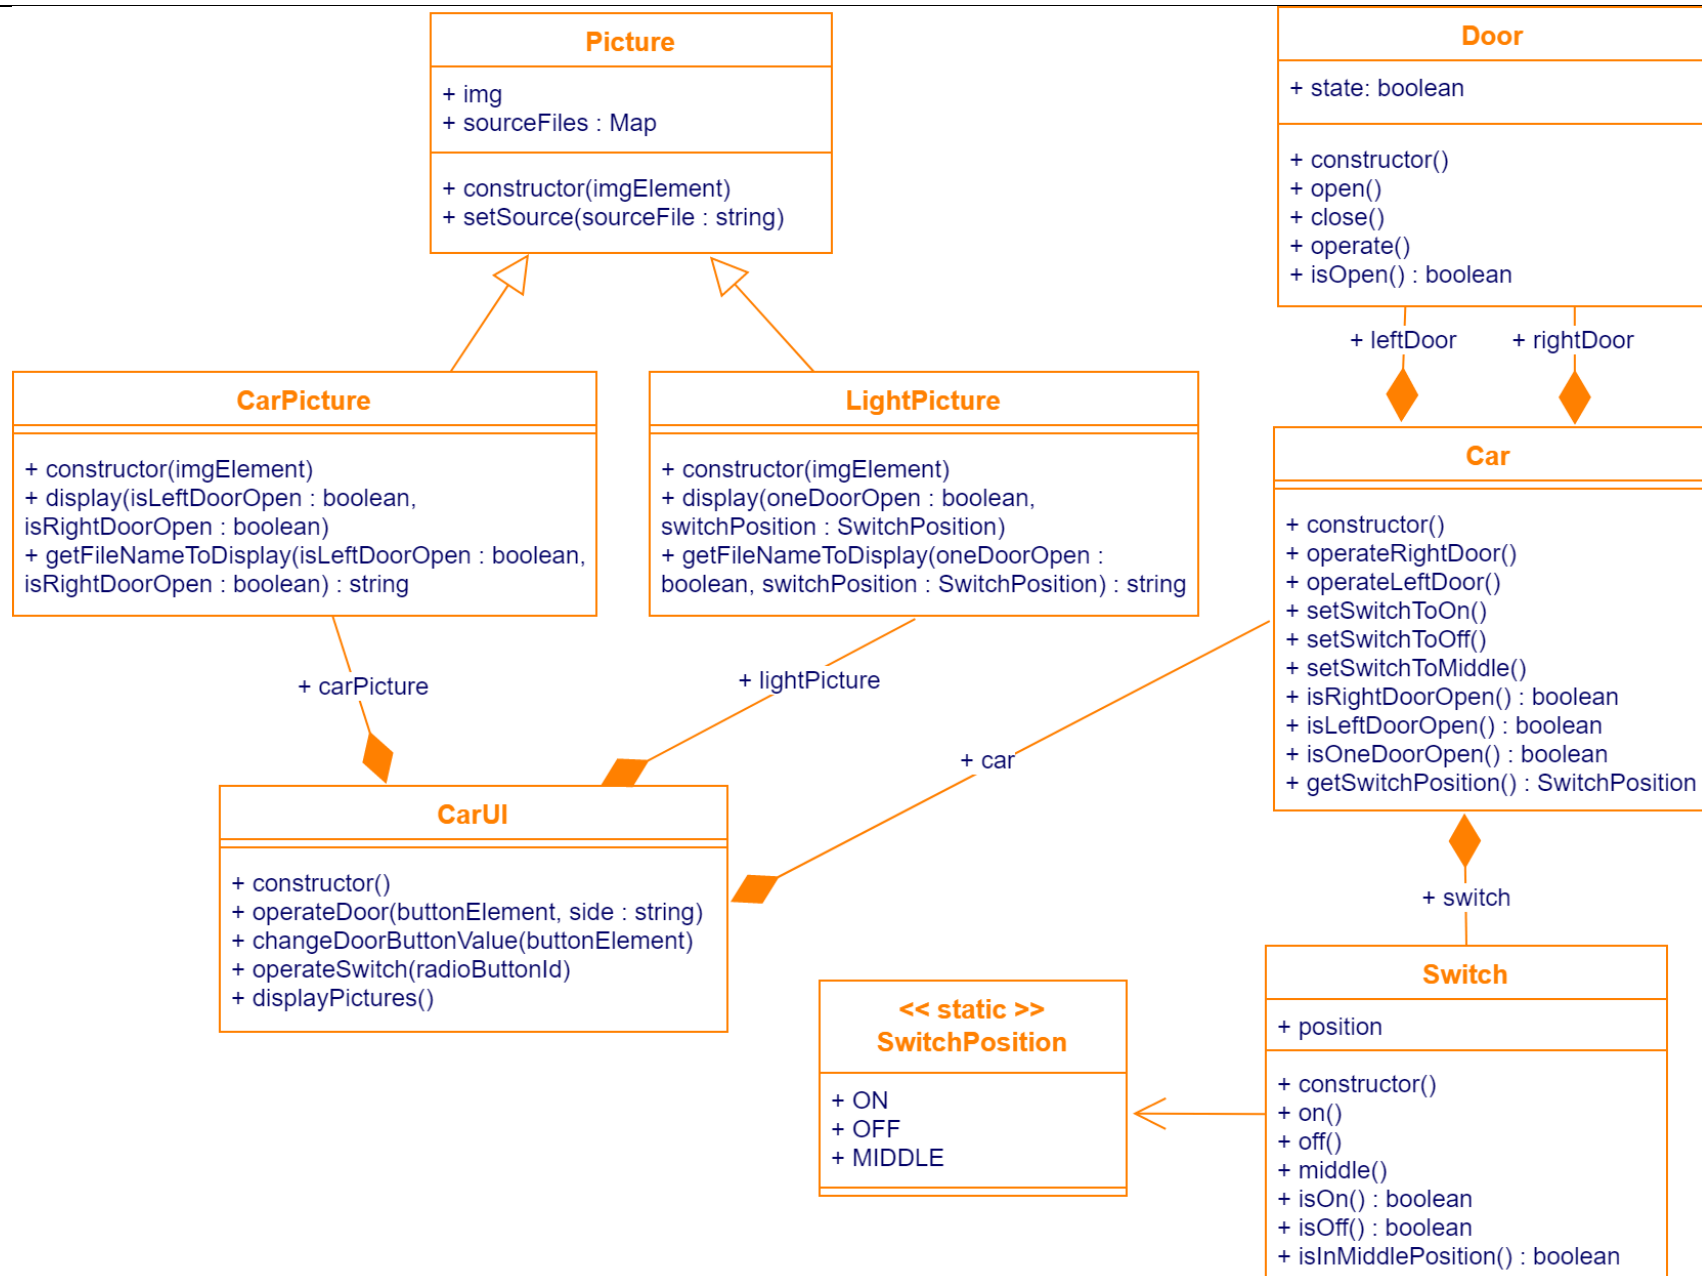 Picture
+ img
+ sourceFiles : Map
+ constructor(imgElement)
+ setSource(sourceFile : string)
Door
+ state: boolean
+ constructor()
+ open()
+ close()
+ operate()
+ isOpen() : boolean
+ leftDoor
+ rightDoor
CarPicture
+ constructor(imgElement)
+ display(isLeftDoorOpen : boolean,
isRightDoorOpen : boolean)
+ getFileNameToDisplay(isLeftDoorOpen : boolean,
isRightDoorOpen : boolean) : string
LightPicture
+ constructor(imgElement)
+ display(oneDoorOpen : boolean,
switchPosition : SwitchPosition)
+ getFileNameToDisplay(oneDoorOpen :
boolean, switchPosition : SwitchPosition) : string
Car
+ constructor()
+ operateRightDoor()
+ operateLeftDoor()
+ setSwitchToOn()
+ setSwitchToOff()
+ setSwitchToMiddle()
+ isRightDoorOpen() : boolean
+ isLeftDoorOpen() : boolean
+ isOneDoorOpen() : boolean
+ getSwitchPosition() : SwitchPosition
+ carPicture
+ lightPicture
+ car
CarUI
+ constructor()
+ operateDoor(buttonElement, side : string)
+ changeDoorButtonValue(buttonElement)
+ operateSwitch(radioButtonId)
+ displayPictures()
+ switch
<< static >>
SwitchPosition
+ ON
+ OFF
+ MIDDLE
Switch
+ position
+ constructor()
+ on()
+ off()
+ middle()
+ isOn() : boolean
+ isOff() : boolean
+ isInMiddlePosition() : boolean